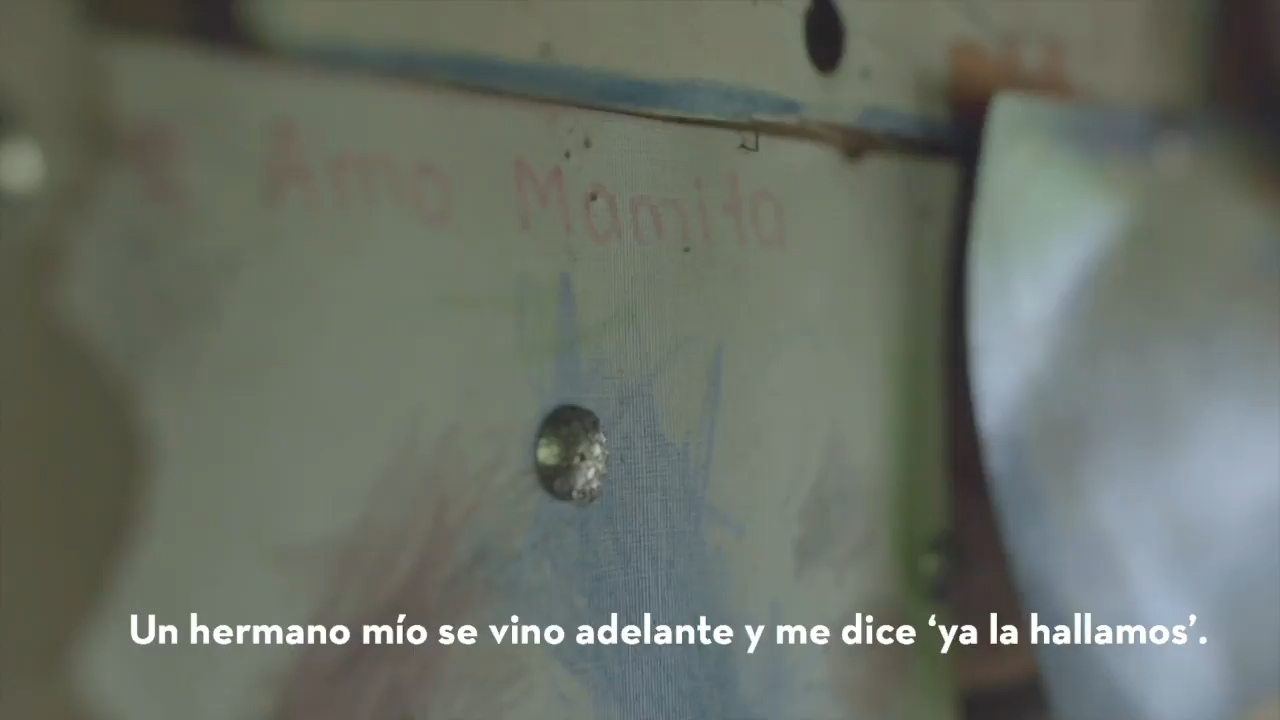 Amo Mamita
Un hermano mío se vino adelante y me dice ‘ya la hallamos’.